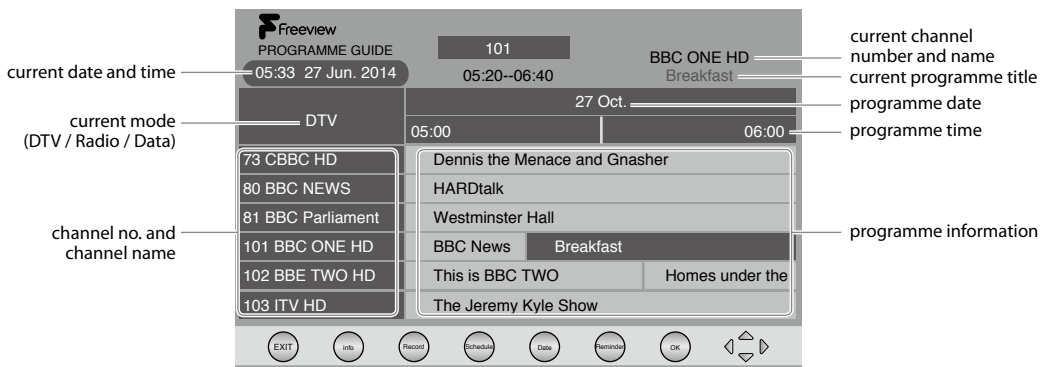 Freeview
PROGRAMME GUIDE
05:33 27 Jun. 2014
101
05:20--06:40
BBC ONE HD
Breakfast
27 Oct.
DTV
05:00 06:00
73 CBBC HD Dennis the Menace and Gnasher
80 BBC NEWS HARDtalk
81 BBC Parliament Westminster Hall
101 BBC ONE HD BBC News Breakfast
102 BBE TWO HD This is BBC TWO Homes under the
103 ITV HD The Jeremy Kyle Show
EXIT info Record Schedule Date Reminder OK
current date and time
current mode
(DTV / Radio / Data)
channel no. and
channel name
current channel
number and name
current programme title
programme date
programme time
programme information